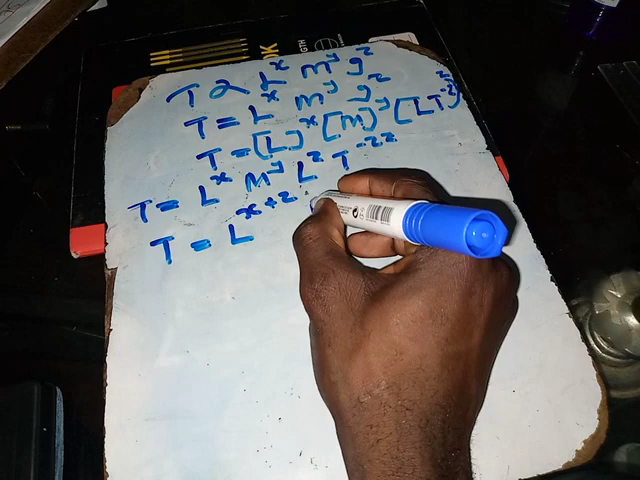 T α L^x m^y g^z
T = L^x m^y g^z
T = [L]^x [m]^y [LT^-2]^z
T = L^x M^y L^z T^-2z
T = L^x+z